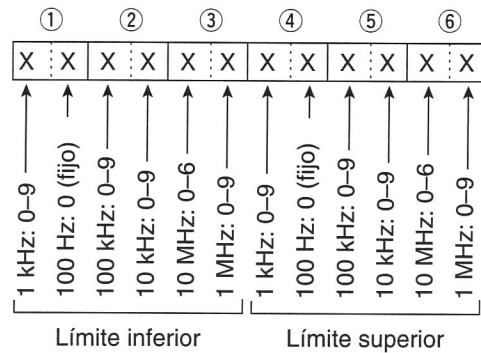 ① ② ③ ④ ⑤ ⑥
X X X X X X X X X X X X
1 kHz: 0–9
100 Hz: 0 (fijo)
100 kHz: 0–9
10 kHz: 0–9
10 MHz: 0–6
1 MHz: 0–9
1 kHz: 0–9
100 Hz: 0 (fijo)
100 kHz: 0–9
10 kHz: 0–9
10 MHz: 0–6
1 MHz: 0–9
Límite inferior Límite superior